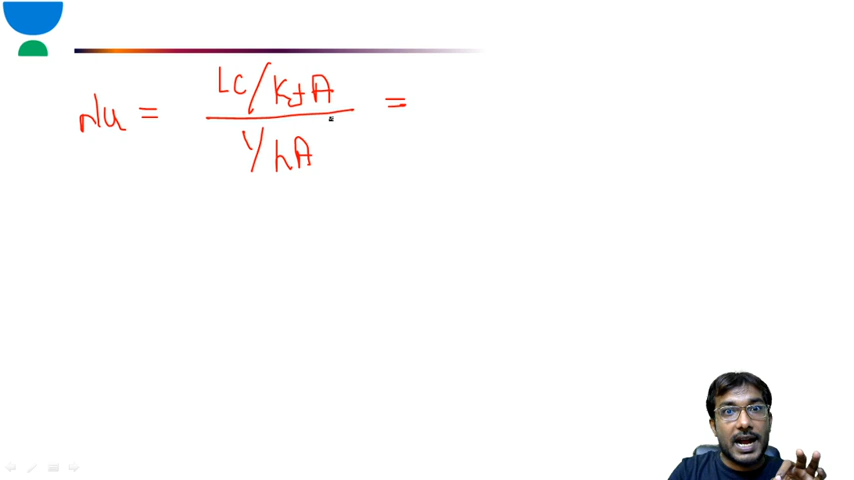 Nu = Lc/KfA =
1/hA